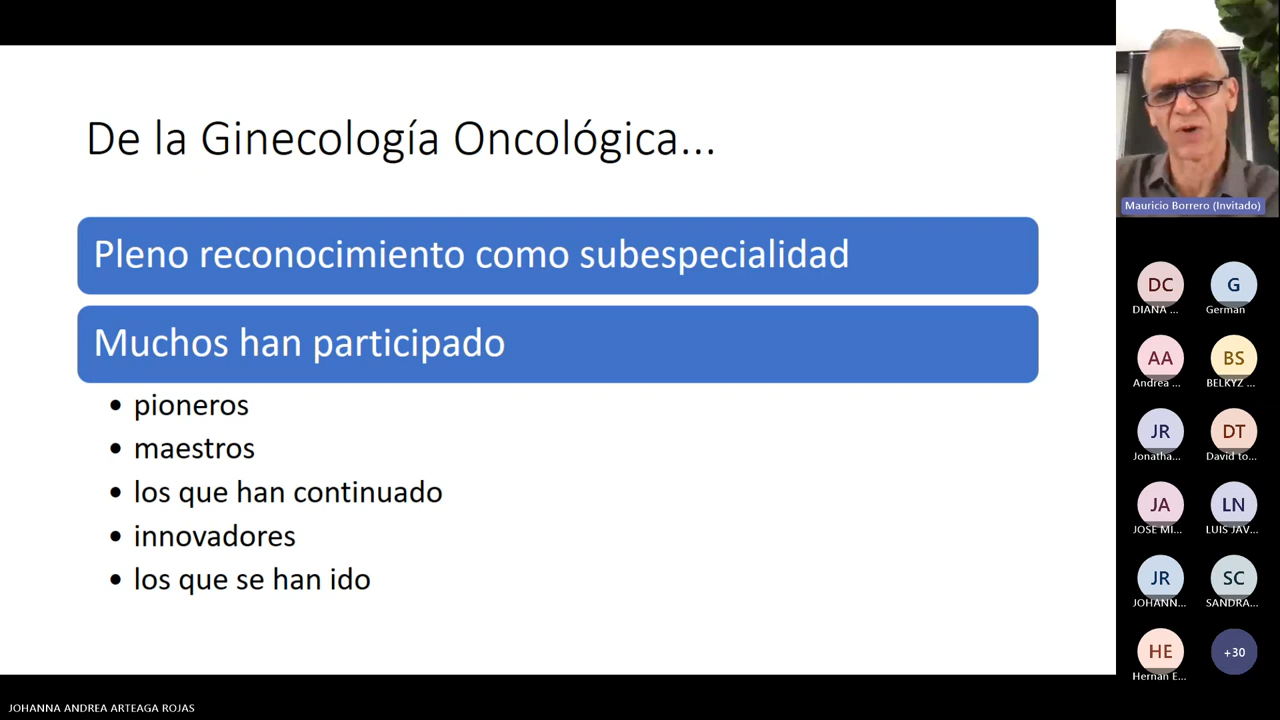 De la Ginecología Oncológica...
Pleno reconocimiento como subespecialidad
Muchos han participado
• pioneros
• maestros
• los que han continuado
• innovadores
• los que se han ido
Mauricio Borrero (Invitado)
DC
DIANA ...
G
German
AA
Andrea ...
BS
BELKYZ ...
JR
Jonatha...
DT
David to...
JA
JOSE MI...
LN
LUIS JAV...
JR
JOHANN...
SC
SANDRA...
HE
Hernan E...
+30
JOHANNA ANDREA ARTEAGA ROJAS